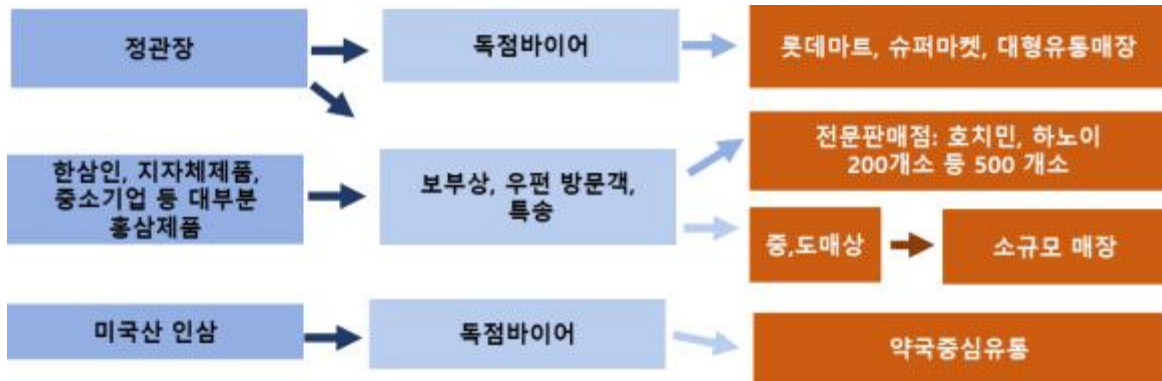 정관장
독점바이어
롯데마트, 슈퍼마켓, 대형유통매장
한삼인, 지자체제품,
중소기업 등 대부분
홍삼제품
보부상, 우편 방문객,
특송
전문판매점: 호치민, 하노이
200개소 등 500 개소
중,도매상
소규모 매장
미국산 인삼
독점바이어
약국중심유통